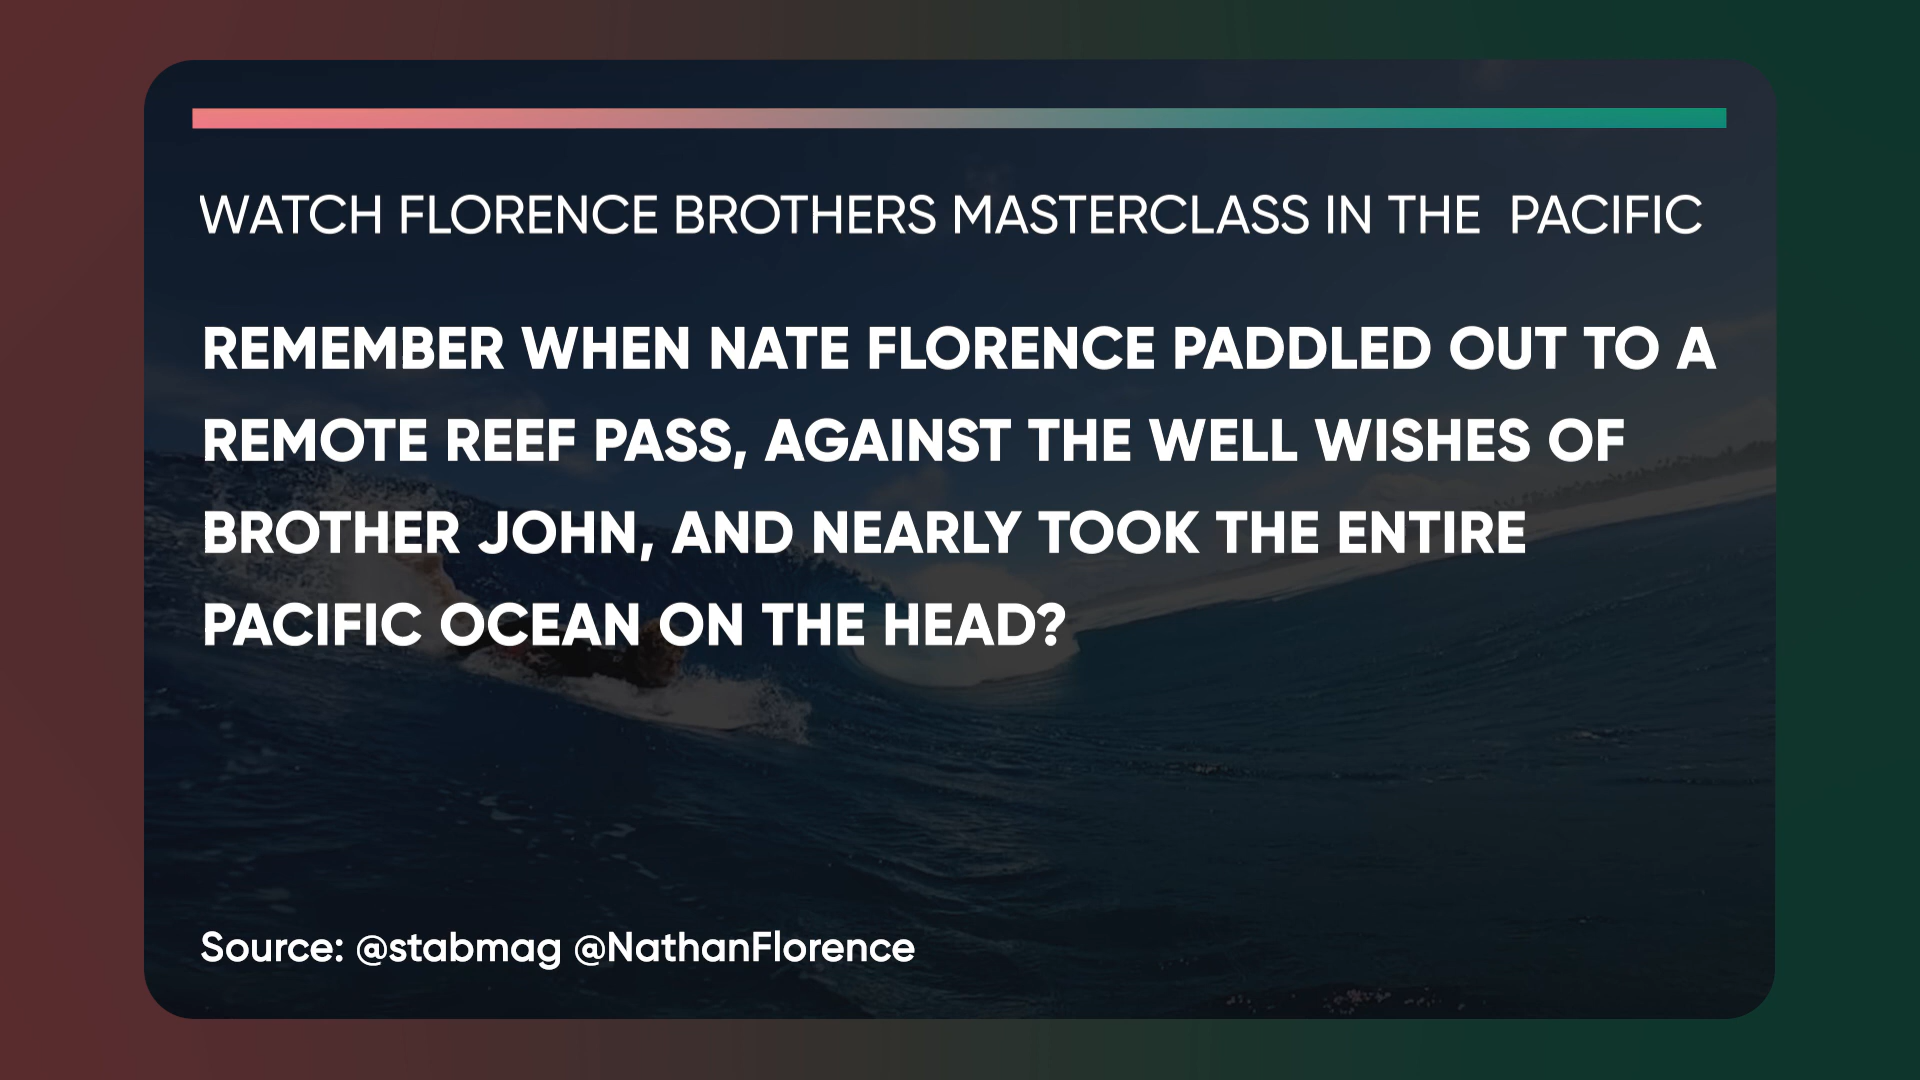 WATCH FLORENCE BROTHERS MASTERCLASS IN THE  PACIFIC
REMEMBER WHEN NATE FLORENCE PADDLED OUT TO A
REMOTE REEF PASS, AGAINST THE WELL WISHES OF
BROTHER JOHN, AND NEARLY TOOK THE ENTIRE
PACIFIC OCEAN ON THE HEAD?
Source: @stabmag @NathanFlorence